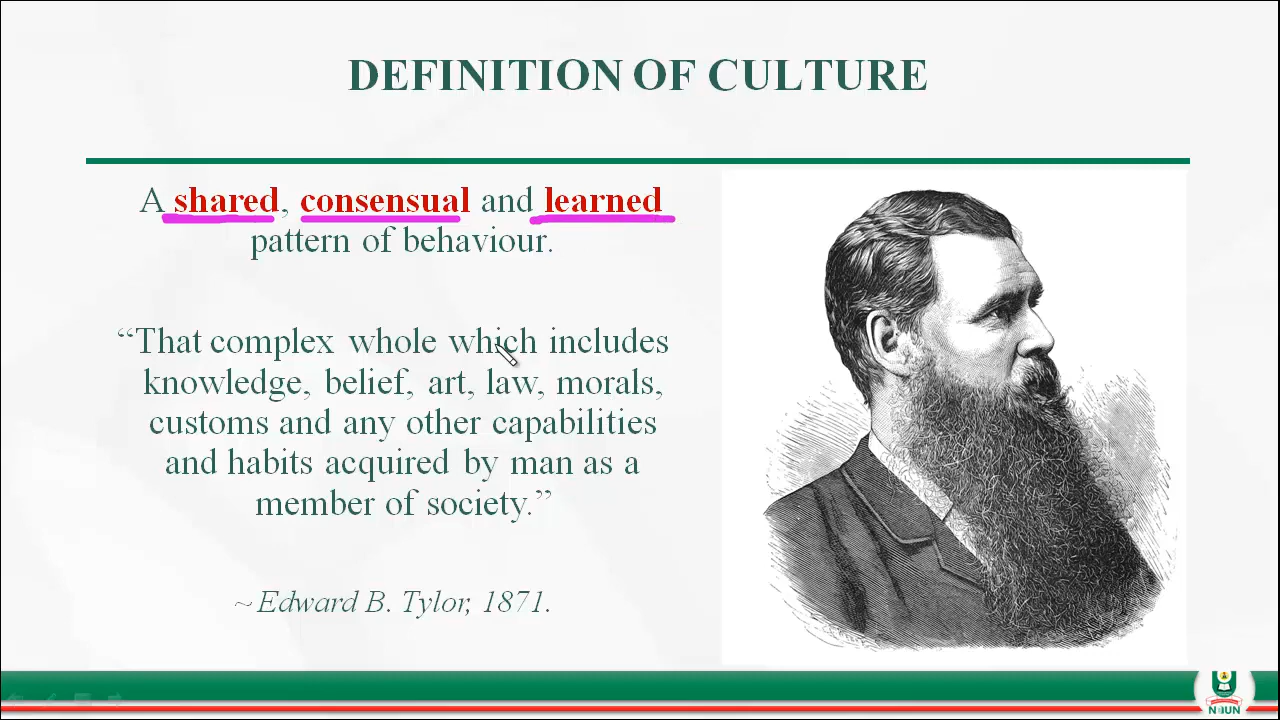 DEFINITION OF CULTURE
A shared, consensual and learned
pattern of behaviour.
“That complex whole which includes
knowledge, belief, art, law, morals,
customs and any other capabilities
and habits acquired by man as a
member of society.”
~ Edward B. Tylor, 1871.
NOUN